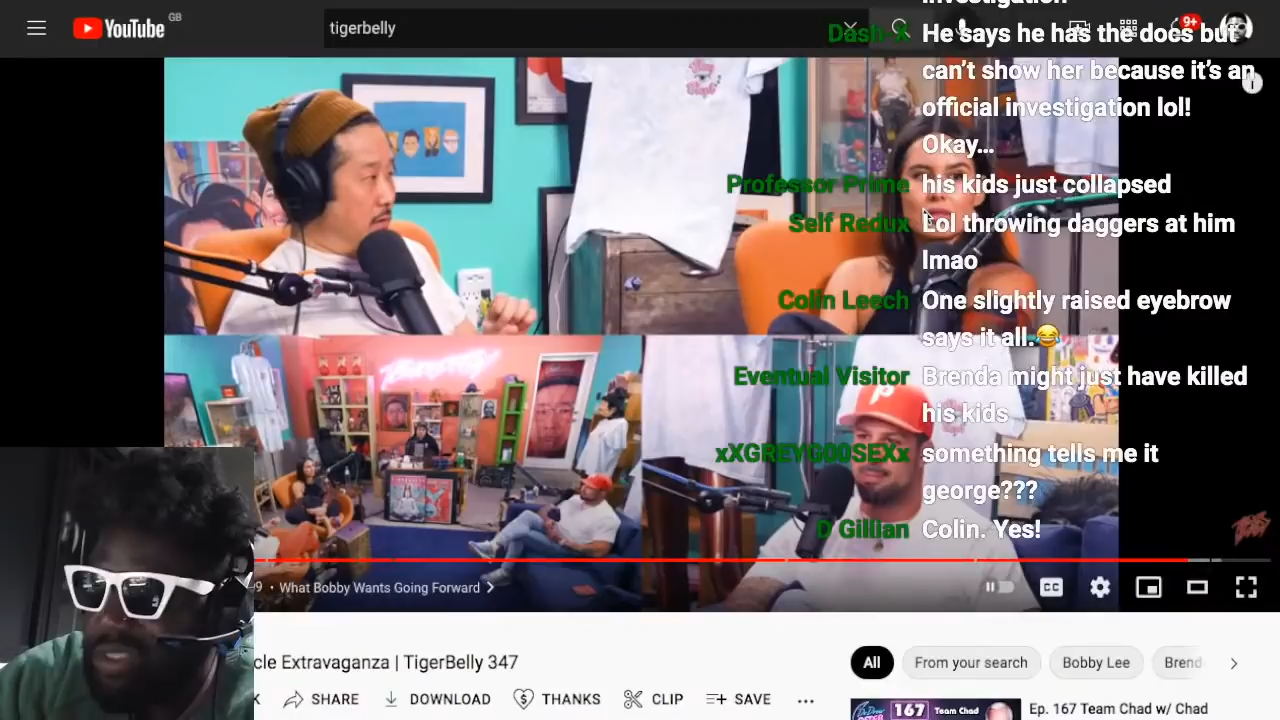 YouTube GB
tigerbelly
9+
investigation
Dash-X He says he has the docs but
can't show her because it's an
official investigation lol!
Okay...
Professor Prime his kids just collapsed
Self Redux Lol throwing daggers at him
lmao
Colin Leech One slightly raised eyebrow
says it all.😂
Eventual Visitor Brenda might just have killed
his kids
xXGREYG00SEXx something tells me it
george???
D Gillian Colin. Yes!
• What Bobby Wants Going Forward
CC
cle Extravaganza | TigerBelly 347
SHARE
DOWNLOAD
THANKS
CLIP
SAVE
All
From your search
Bobby Lee
Brend
167 Team Chad
Ep. 167 Team Chad w/ Chad